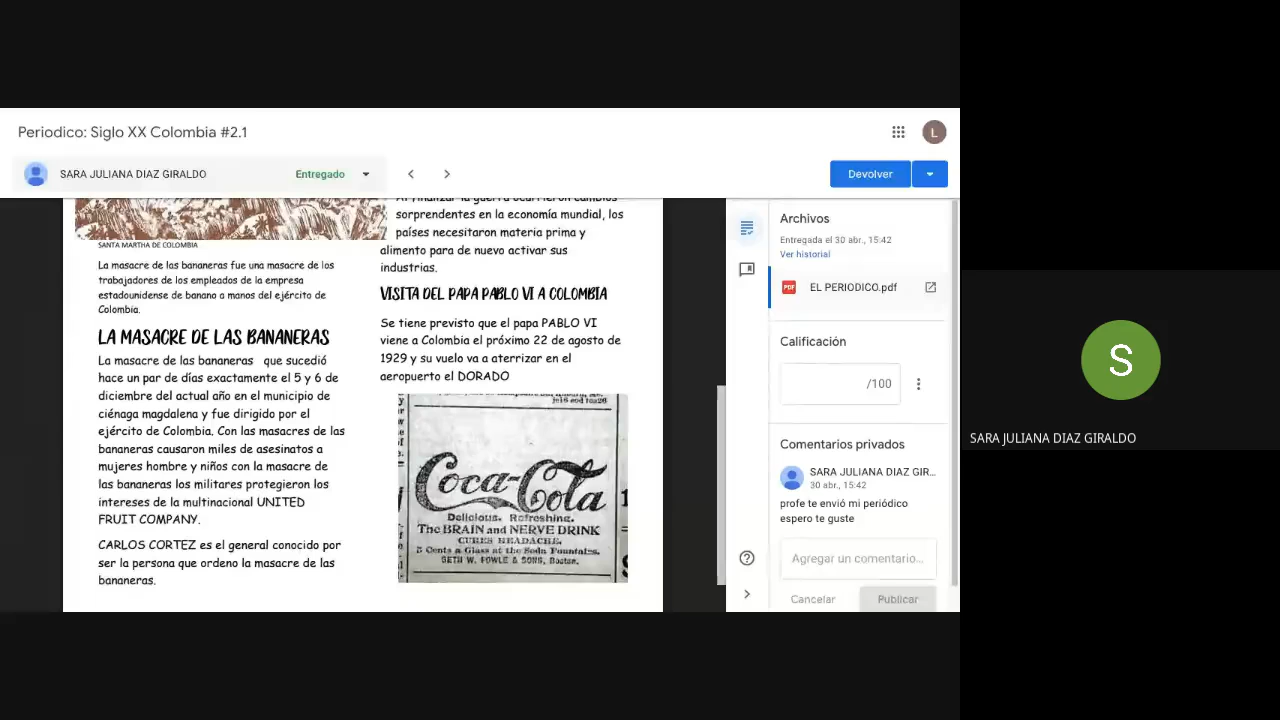 Periodico: Siglo XX Colombia #2.1
L
SARA JULIANA DIAZ GIRALDO
Entregado
Devolver
SANTA MARTHA DE COLOMBIA
La masacre de las bananeras fue una masacre de los
trabajadores de los empleados de la empresa
estadounidense de banano a manos del ejército de
Colombia.
LA MASACRE DE LAS BANANERAS
La masacre de las bananeras que sucedió
hace un par de días exactamente el 5 y 6 de
diciembre del actual año en el municipio de
ciénaga magdalena y fue dirigido por el
ejército de Colombia. Con las masacres de las
bananeras causaron miles de asesinatos a
mujeres hombre y niños con la masacre de
las bananeras los militares protegieron los
intereses de la multinacional UNITED
FRUIT COMPANY.
CARLOS CORTEZ es el general conocido por
ser la persona que ordeno la masacre de las
bananeras.
Al finalizar la guerra ocurrieron cambios
sorprendentes en la economía mundial, los
países necesitaron materia prima y
alimento para de nuevo activar sus
industrias.
VISITA DEL PAPA PABLO VI A COLOMBIA
Se tiene previsto que el papa PABLO VI
viene a Colombia el próximo 22 de agosto de
1929 y su vuelo va a aterrizar en el
aeropuerto el DORADO
Coca-Cola
Delicious. Refreshing.
The BRAIN and NERVE DRINK
CURES HEADACHE.
5 Cents a Glass at the Soda Fountains.
SETH W. FOWLE & SONS, Boston.
Archivos
Entregada el 30 abr., 15:42
Ver historial
PDF
EL PERIODICO.pdf
Calificación
/100
Comentarios privados
SARA JULIANA DIAZ GIR...
30 abr., 15:42
profe te envió mi periódico
espero te guste
Agregar un comentario...
Cancelar
Publicar
S
SARA JULIANA DIAZ GIRALDO